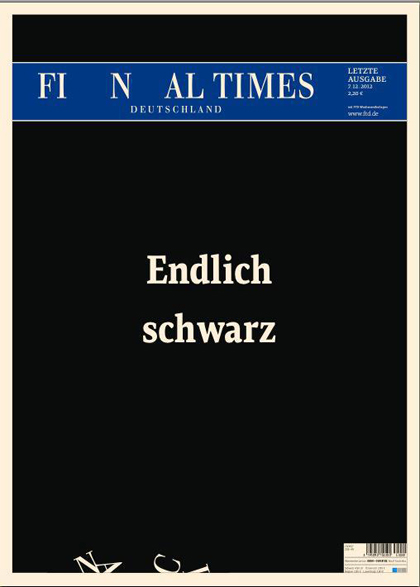 LETZTE
AUSGABE
7.12.2012
2,20 €
FI N AL TIMES
DEUTSCHLAND
www.ftd.de
Endlich
schwarz
N A C I